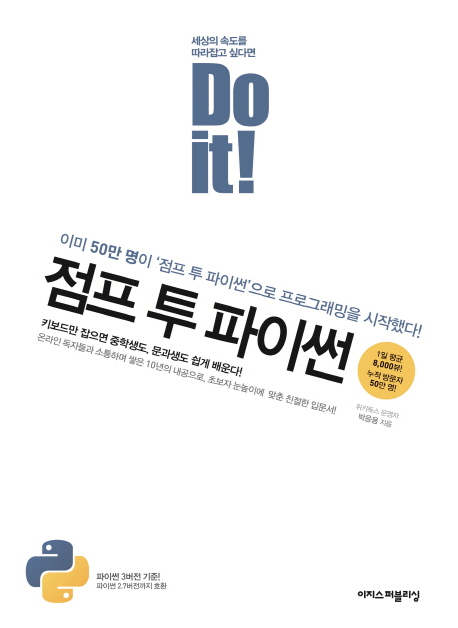 세상의 속도를
따라잡고 싶다면
Do
it!
이미 50만 명이 ‘점프 투 파이썬’으로 프로그래밍을 시작했다!
점프 투 파이썬
키보드만 잡으면 중학생도, 문과생도 쉽게 배운다!
온라인 독자들과 소통하며 쌓은 10년의 내공으로, 초보자 눈높이에 맞춘 친절한 입문서!
1일 평균
8,000뷰!
누적 방문자
50만 명!
위키독스 운영자
박응용 지음
파이썬 3버전 기준!
파이썬 2.7버전까지 호환
이지스 퍼블리싱